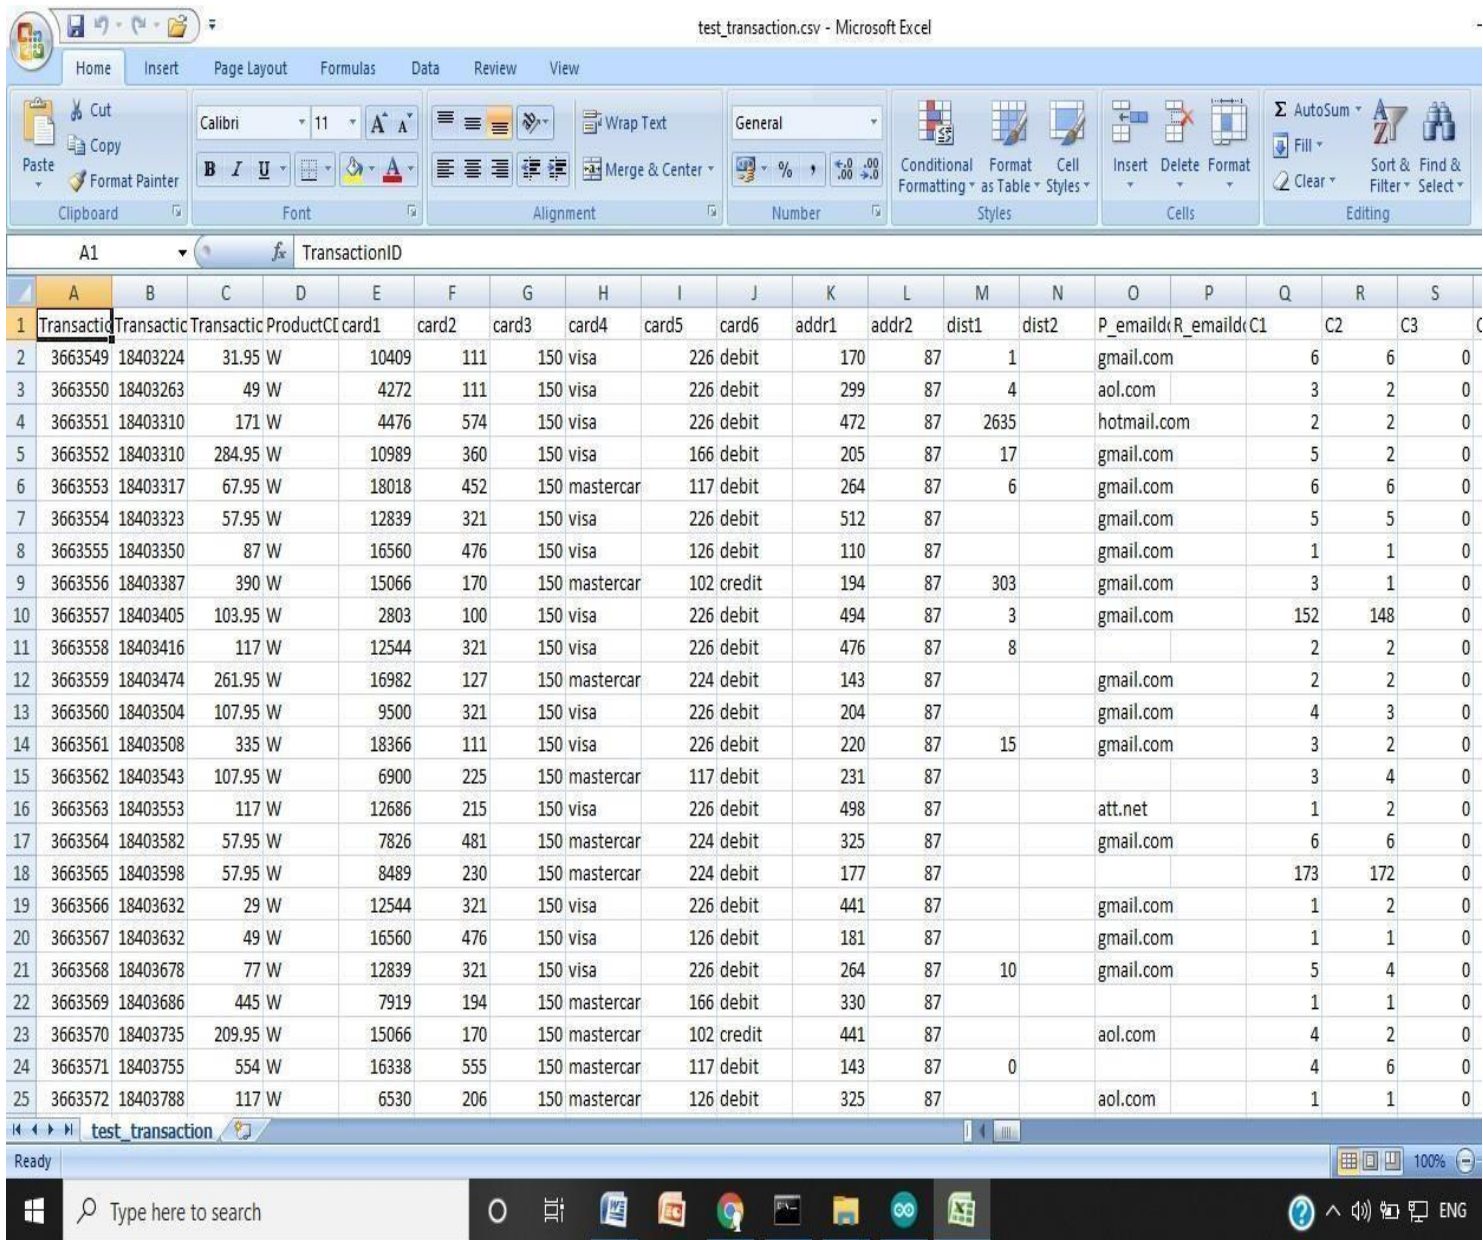 test_transaction.csv - Microsoft Excel
Home Insert Page Layout Formulas Data Review View
Cut
Copy
Format Painter
Paste
Calibri 11 A A
B I U A
Wrap Text
Merge & Center
General
% , .0 .00 .00 .0
Conditional Formatting Format as Table Cell Styles
Insert Delete Format
Σ AutoSum
Fill
Clear
Sort & Filter Find & Select
Clipboard Font Alignment Number Styles Cells Editing
A1 fx TransactionID
A B C D E F G H I J K L M N O P Q R S
1 Transactic Transactic Transactic ProductCD card1 card2 card3 card4 card5 card6 addr1 addr2 dist1 dist2 P_emaildo R_emaildo C1 C2 C3 C
2 3663549 18403224 31.95 W 10409 111 150 visa 226 debit 170 87 1 gmail.com 6 6 0
3 3663550 18403263 49 W 4272 111 150 visa 226 debit 299 87 4 aol.com 3 2 0
4 3663551 18403310 171 W 4476 574 150 visa 226 debit 472 87 2635 hotmail.com 2 2 0
5 3663552 18403310 284.95 W 10989 360 150 visa 166 debit 205 87 17 gmail.com 5 2 0
6 3663553 18403317 67.95 W 18018 452 150 mastercar 117 debit 264 87 6 gmail.com 6 6 0
7 3663554 18403323 57.95 W 12839 321 150 visa 226 debit 512 87 gmail.com 5 5 0
8 3663555 18403350 87 W 16560 476 150 visa 126 debit 110 87 gmail.com 1 1 0
9 3663556 18403387 390 W 15066 170 150 mastercar 102 credit 194 87 303 gmail.com 3 1 0
10 3663557 18403405 103.95 W 2803 100 150 visa 226 debit 494 87 3 gmail.com 152 148 0
11 3663558 18403416 117 W 12544 321 150 visa 226 debit 476 87 8 2 2 0
12 3663559 18403474 261.95 W 16982 127 150 mastercar 224 debit 143 87 gmail.com 2 2 0
13 3663560 18403504 107.95 W 9500 321 150 visa 226 debit 204 87 gmail.com 4 3 0
14 3663561 18403508 335 W 18366 111 150 visa 226 debit 220 87 15 gmail.com 3 2 0
15 3663562 18403543 107.95 W 6900 225 150 mastercar 117 debit 231 87 3 4 0
16 3663563 18403553 117 W 12686 215 150 visa 226 debit 498 87 att.net 1 2 0
17 3663564 18403582 57.95 W 7826 481 150 mastercar 224 debit 325 87 gmail.com 6 6 0
18 3663565 18403598 57.95 W 8489 230 150 mastercar 224 debit 177 87 173 172 0
19 3663566 18403632 29 W 12544 321 150 visa 226 debit 441 87 gmail.com 1 2 0
20 3663567 18403632 49 W 16560 476 150 visa 126 debit 181 87 gmail.com 1 1 0
21 3663568 18403678 77 W 12839 321 150 visa 226 debit 264 87 10 gmail.com 5 4 0
22 3663569 18403686 445 W 7919 194 150 mastercar 166 debit 330 87 1 1 0
23 3663570 18403735 209.95 W 15066 170 150 mastercar 102 credit 441 87 aol.com 4 2 0
24 3663571 18403755 554 W 16338 555 150 mastercar 117 debit 143 87 0 4 6 0
25 3663572 18403788 117 W 6530 206 150 mastercar 126 debit 325 87 aol.com 1 1 0
test_transaction
Ready 100%
Type here to search ENG